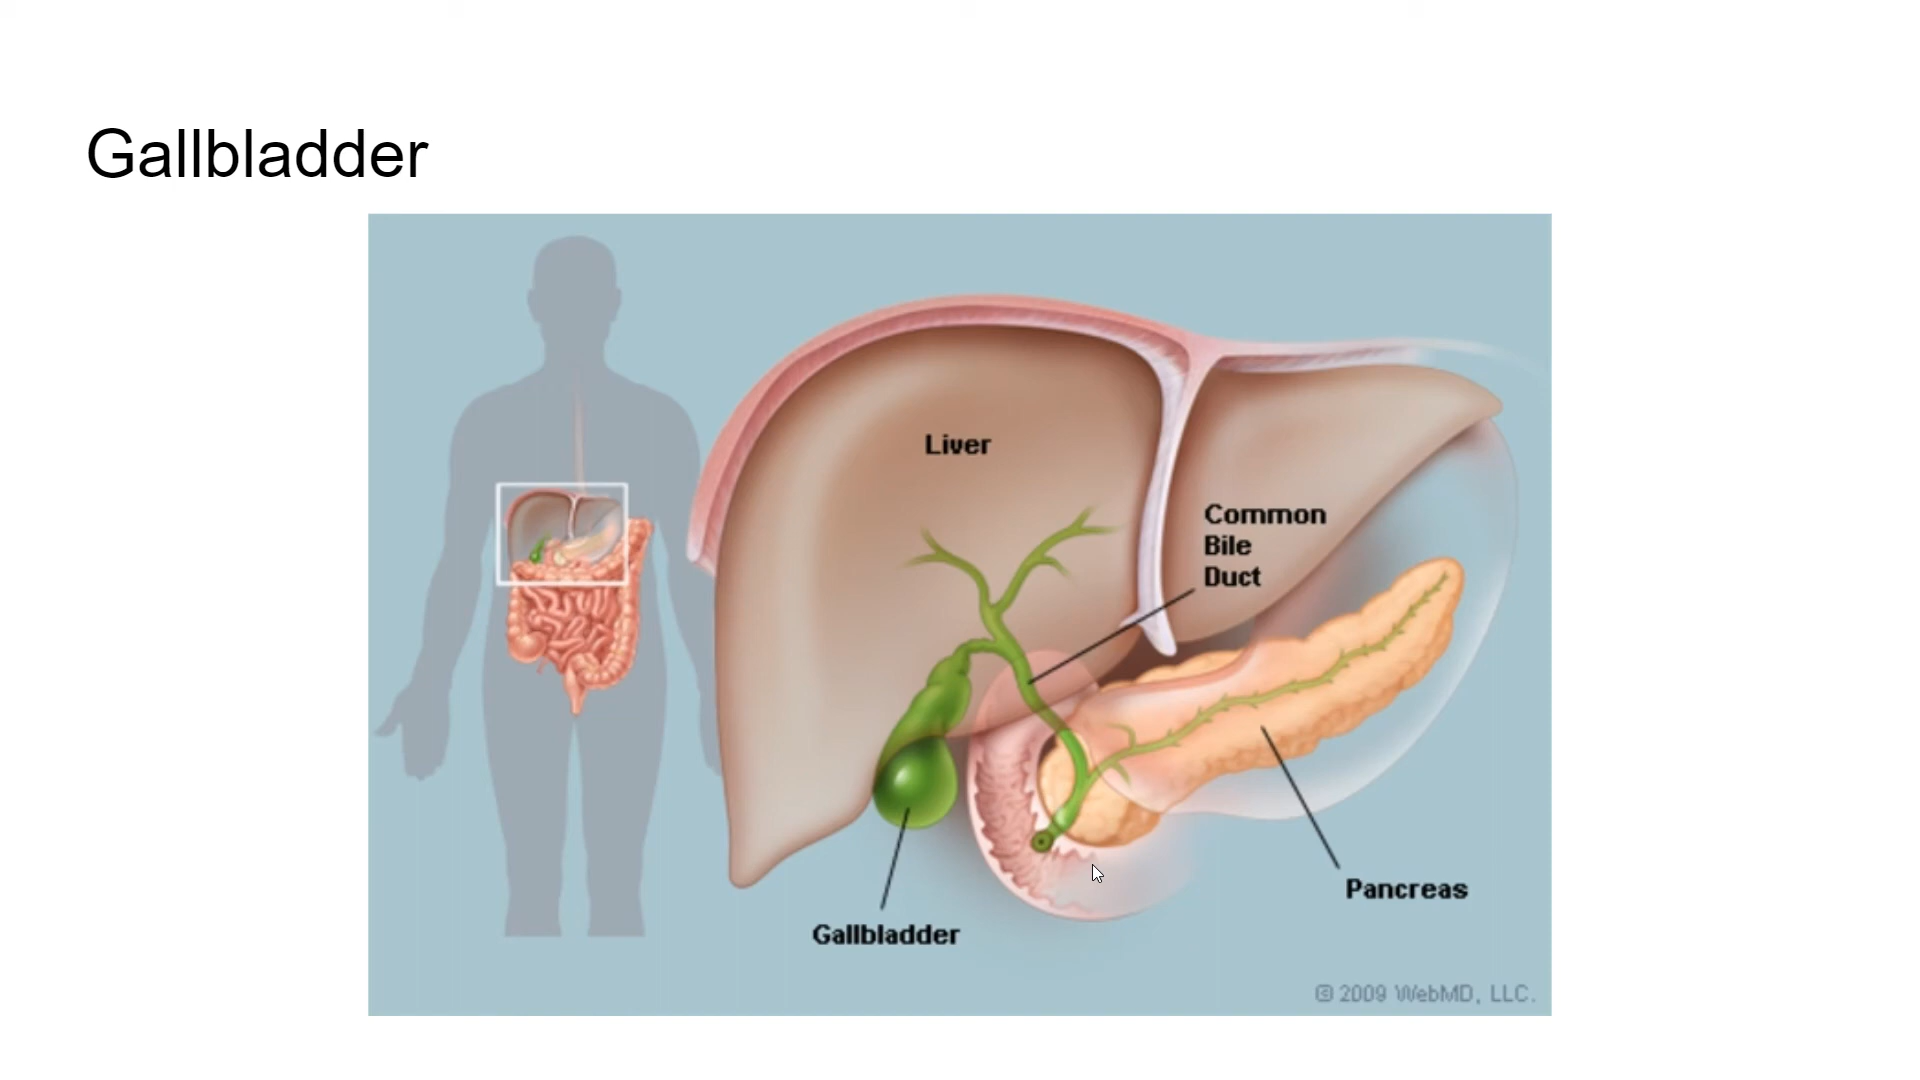 Gallbladder
Liver
Common
Bile
Duct
Pancreas
Gallbladder
© 2009 WebMD, LLC.